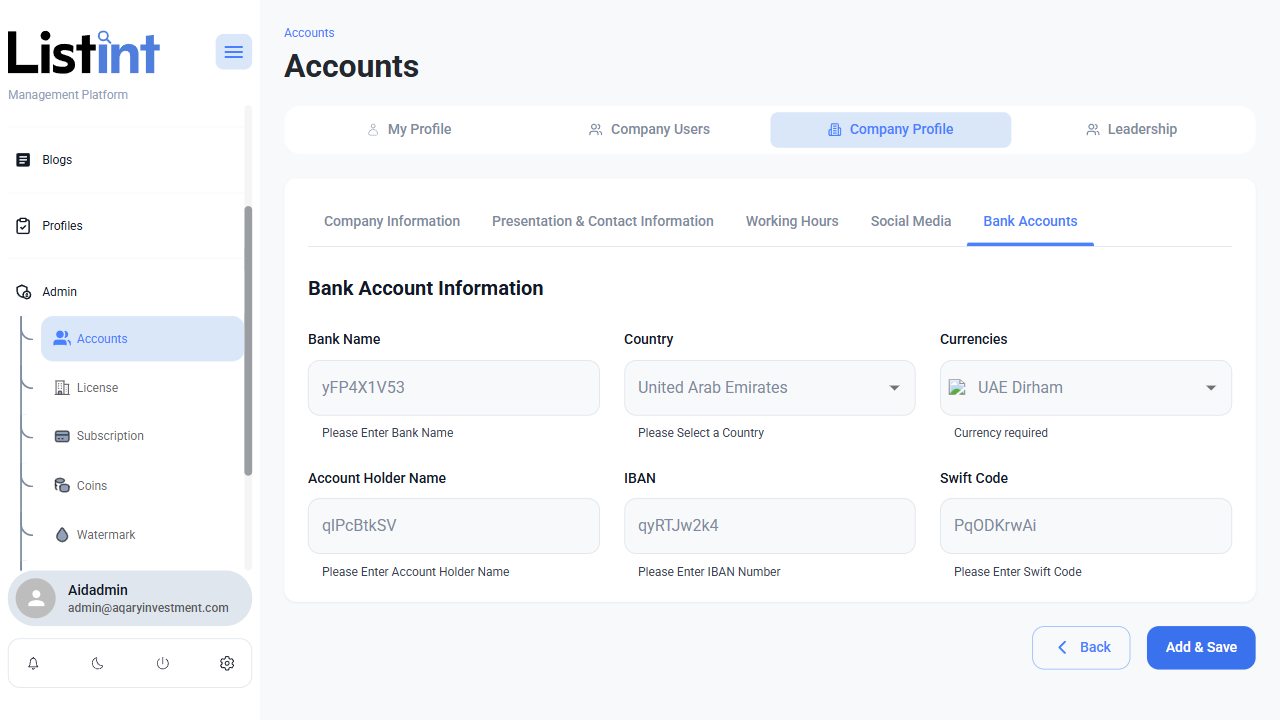 Listint
Management Platform
Blogs
Profiles
Admin
Accounts
License
Subscription
Coins
Watermark
Aidadmin
admin@aqaryinvestment.com
Accounts
Accounts
My Profile
Company Users
Company Profile
Leadership
Company Information
Presentation & Contact Information
Working Hours
Social Media
Bank Accounts
Bank Account Information
Bank Name
Country
Currencies
yFP4X1V53
United Arab Emirates
UAE Dirham
Please Enter Bank Name
Please Select a Country
Currency required
Account Holder Name
IBAN
Swift Code
qIPcBtkSV
qyRTJw2k4
PqODKrwAi
Please Enter Account Holder Name
Please Enter IBAN Number
Please Enter Swift Code
Back
Add & Save